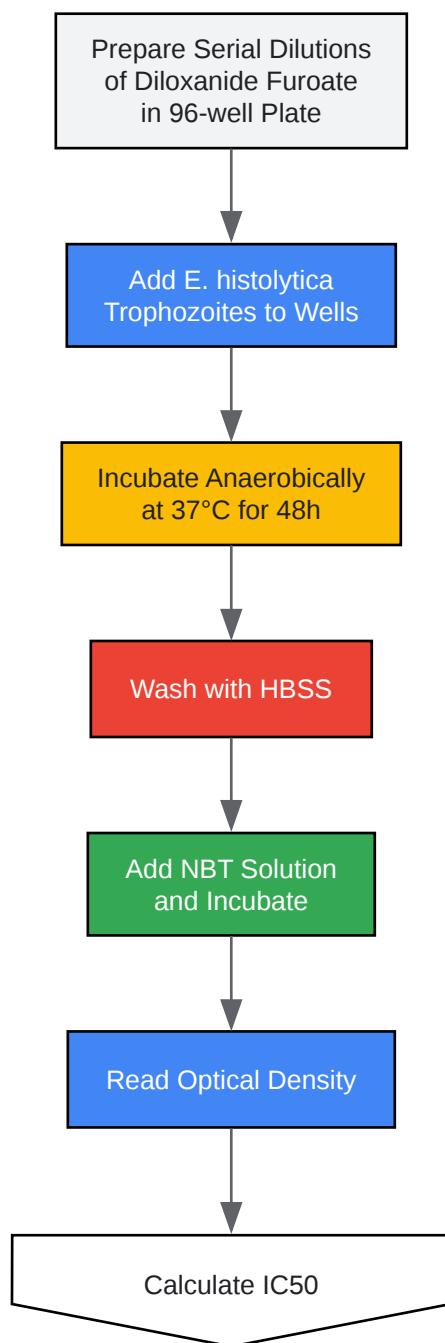 Prepare Serial Dilutions
of Diloxanide Furoate
in 96-well Plate
Add E. histolytica
Trophozoites to Wells
Incubate Anaerobically
at 37°C for 48h
Wash with HBSS
Add NBT Solution
and Incubate
Read Optical Density
Calculate IC50